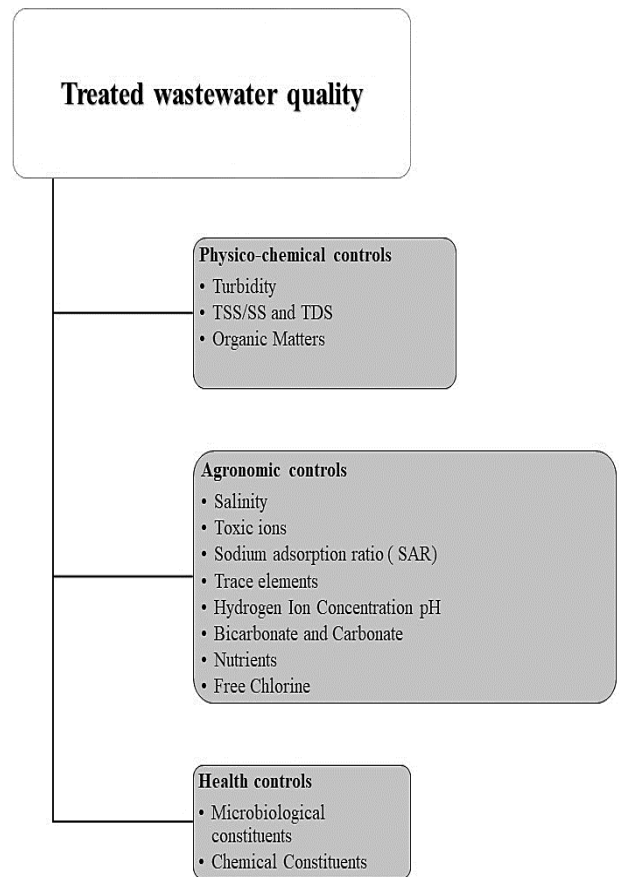 Treated wastewater quality
Physico-chemical controls
• Turbidity
• TSS/SS and TDS
• Organic Matters
Agronomic controls
• Salinity
• Toxic ions
• Sodium adsorption ratio ( SAR)
• Trace elements
• Hydrogen Ion Concentration pH
• Bicarbonate and Carbonate
• Nutrients
• Free Chlorine
Health controls
• Microbiological
constituents
• Chemical Constituents